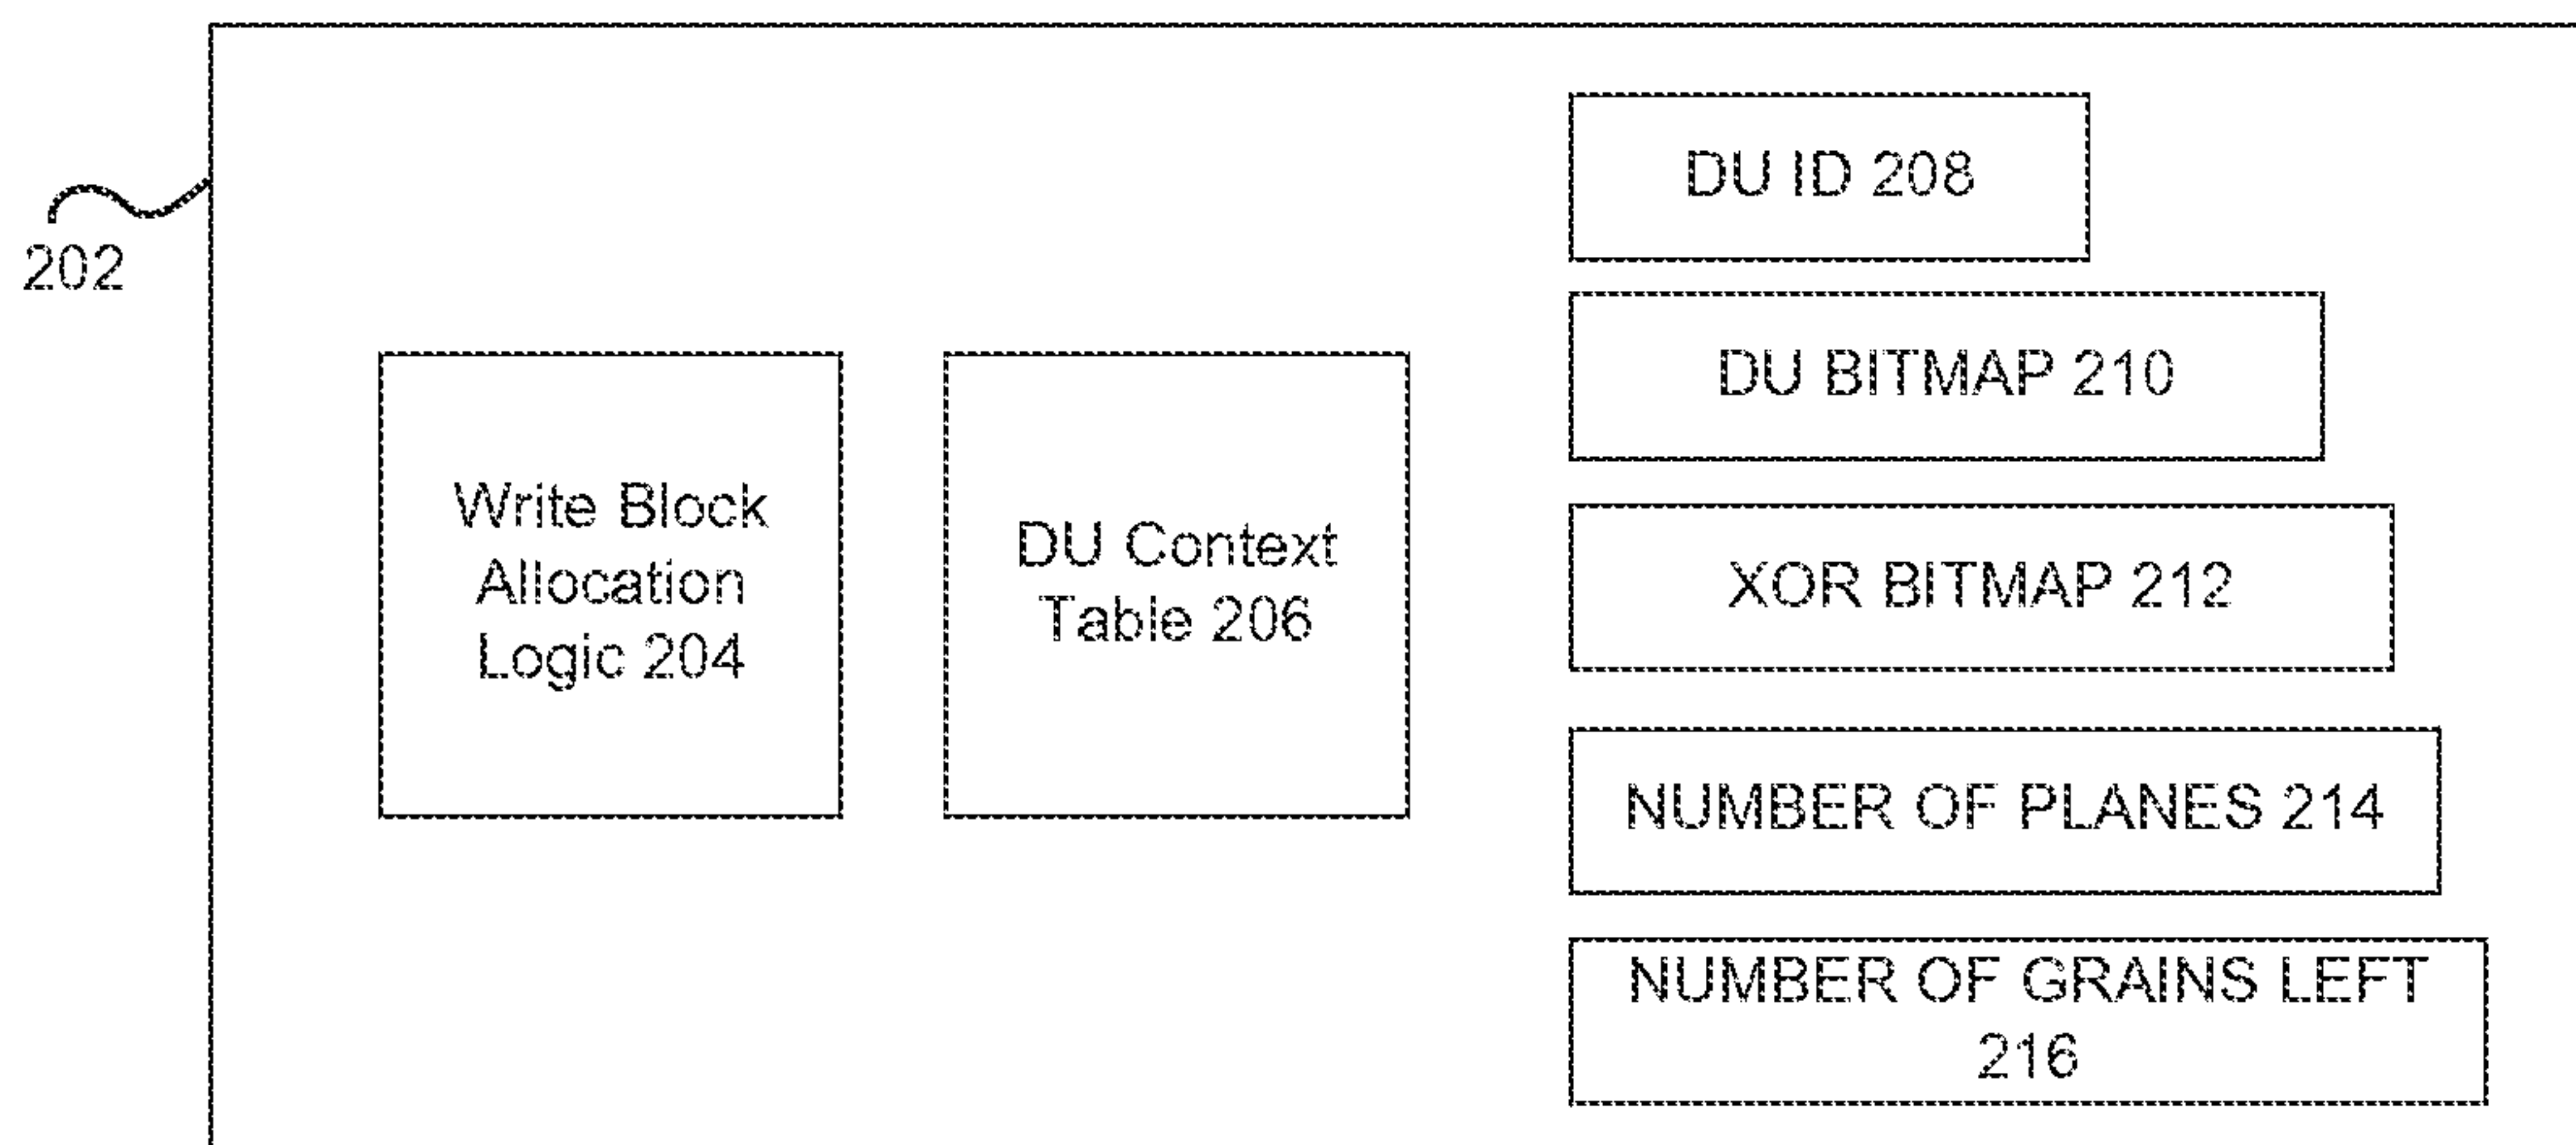 202
Write Block
Allocation
Logic 204
DU Context
Table 206
DU ID 208
DU BITMAP 210
XOR BITMAP 212
NUMBER OF PLANES 214
NUMBER OF GRAINS LEFT
216